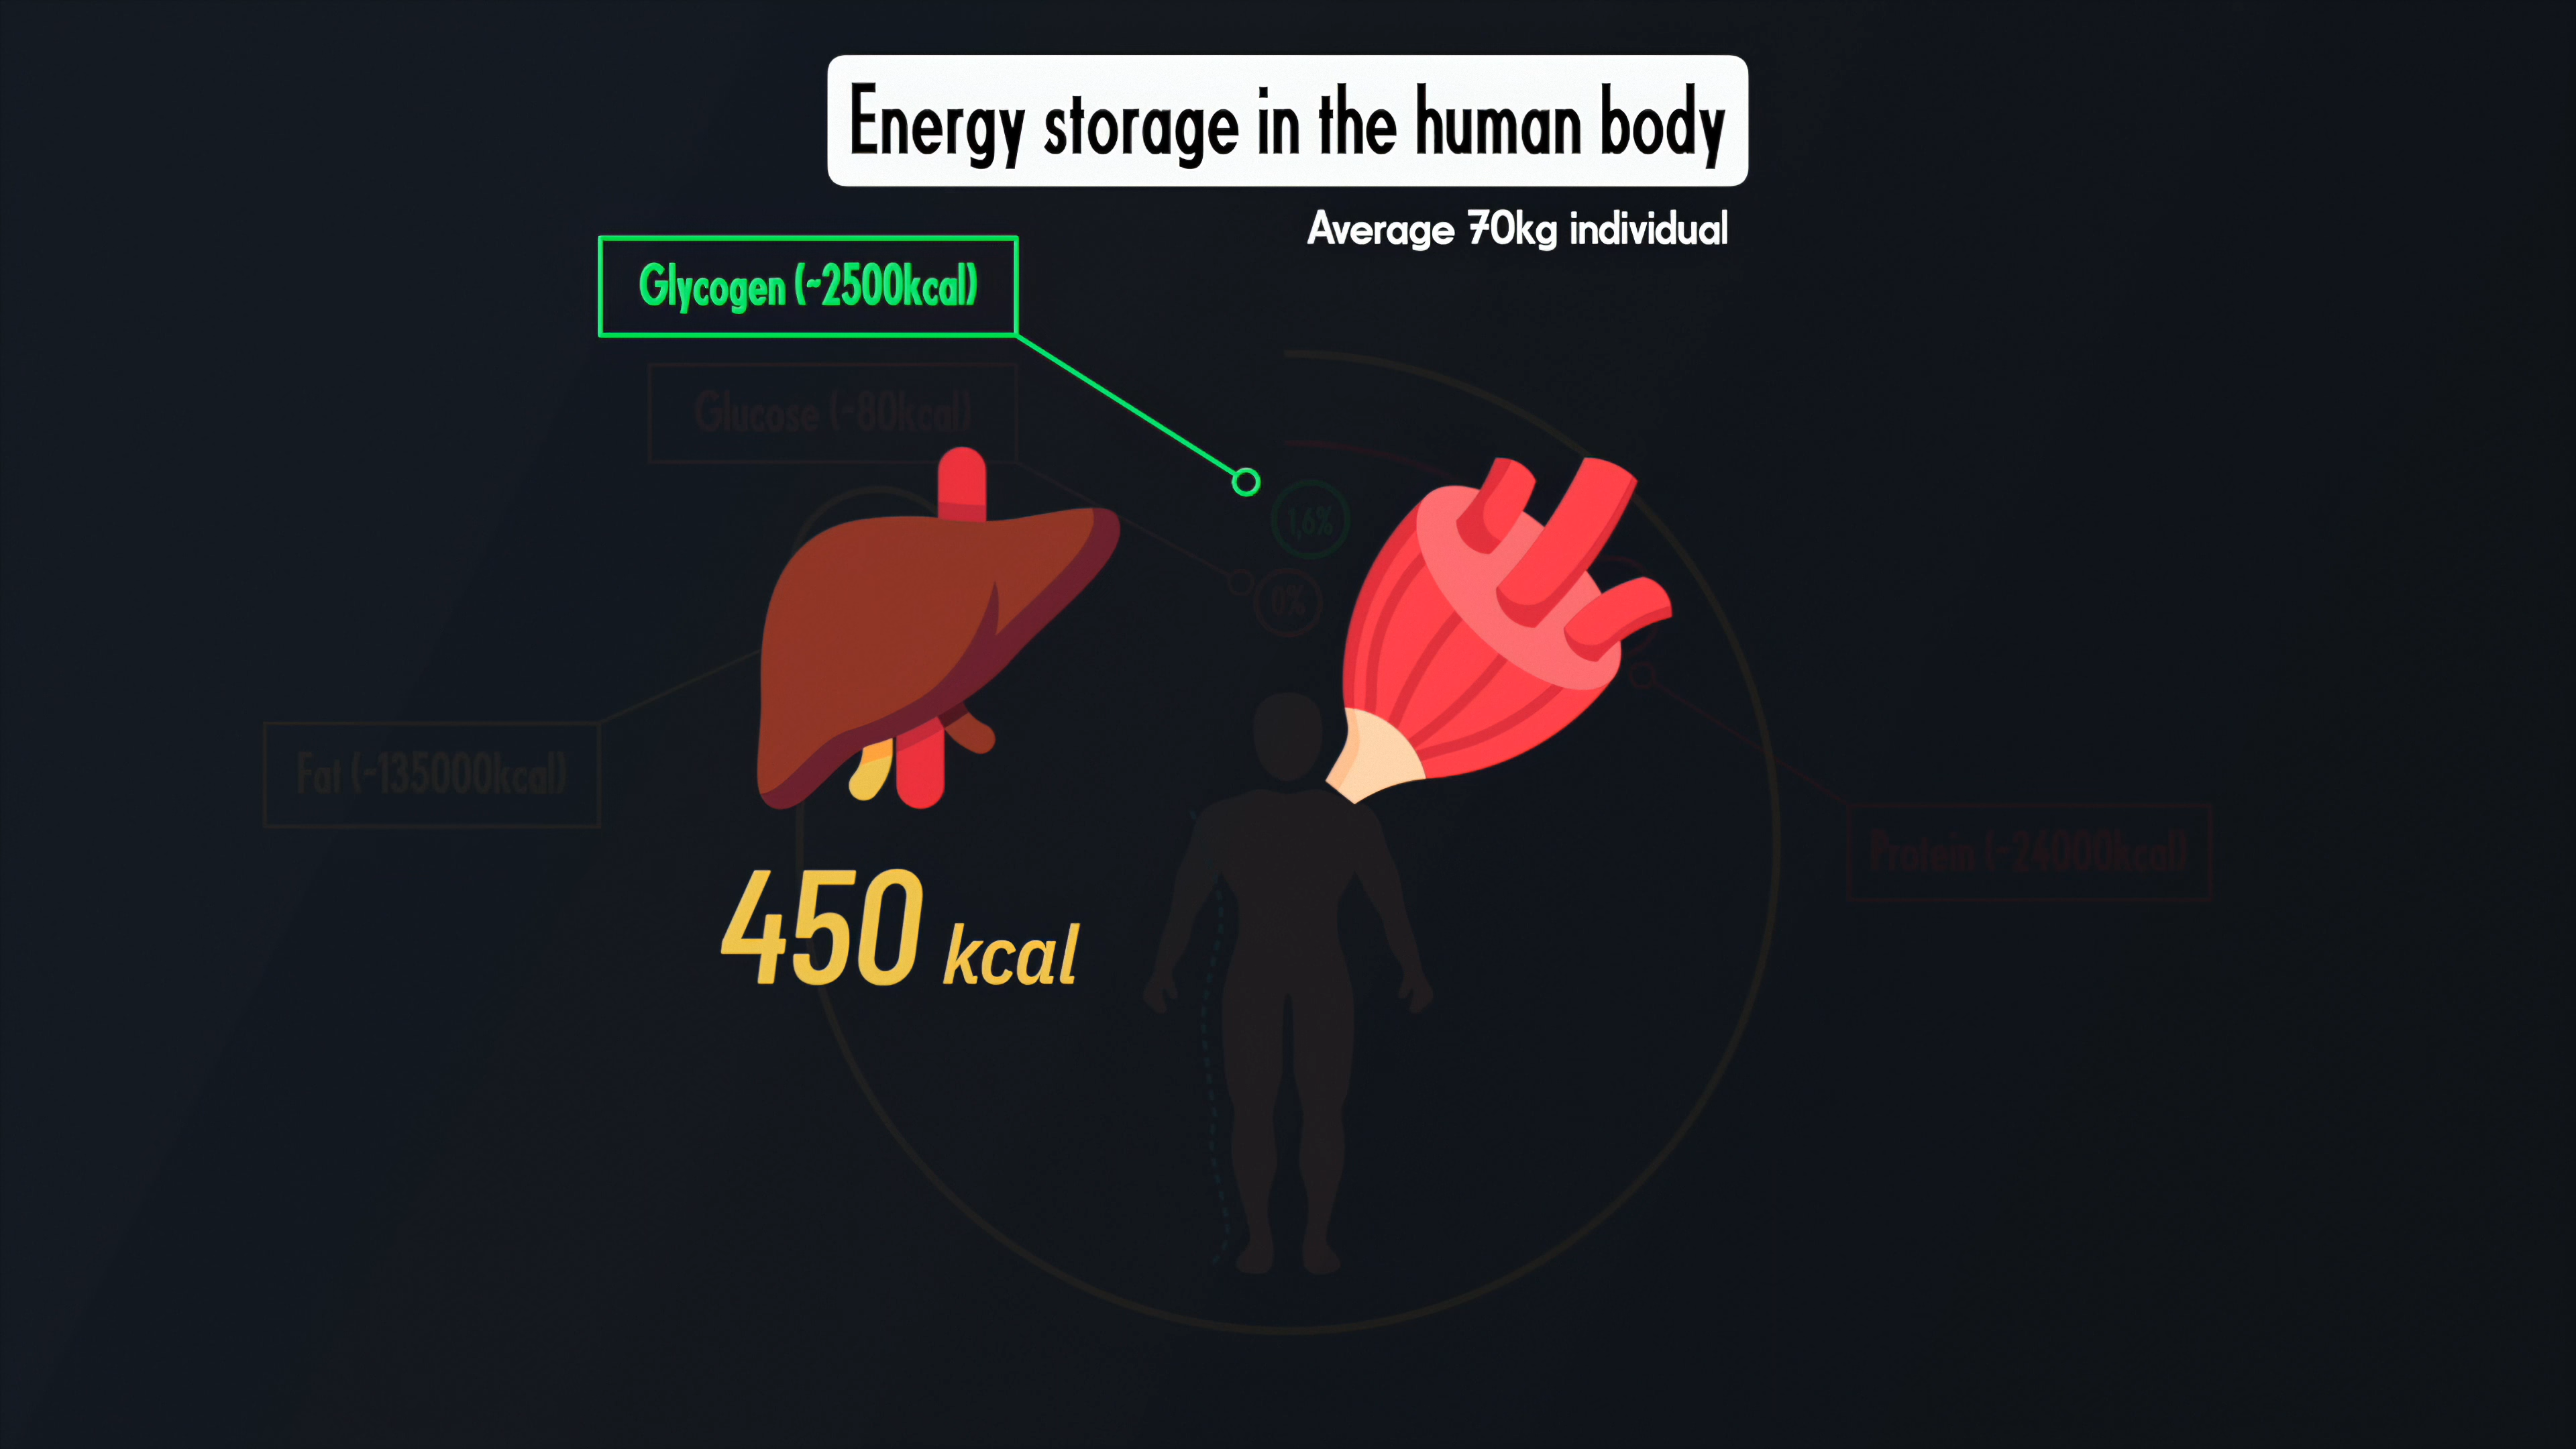 Energy storage in the human body
Average 70kg individual
Glycogen (~2500kcal)
Glucose (~80kcal)
1,6%
0%
Fat (~135000kcal)
Protein (~24000kcal)
450 kcal